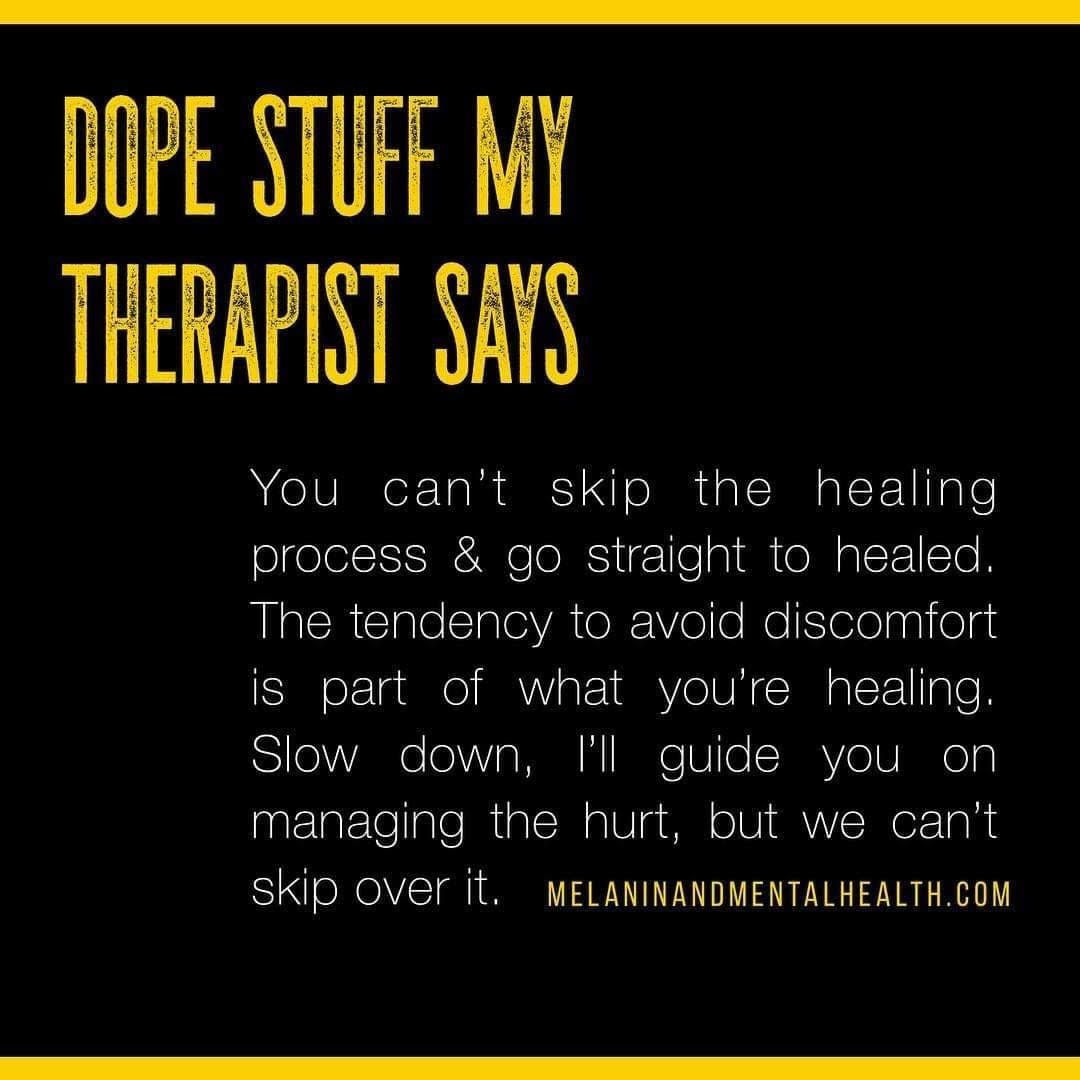 DOPE STUFF MY
THERAPIST SAYS
You can't skip the healing
process & go straight to healed.
The tendency to avoid discomfort
is part of what you're healing.
Slow down, I'll guide you on
managing the hurt, but we can't
skip over it. MELANINANDMENTALHEALTH.COM